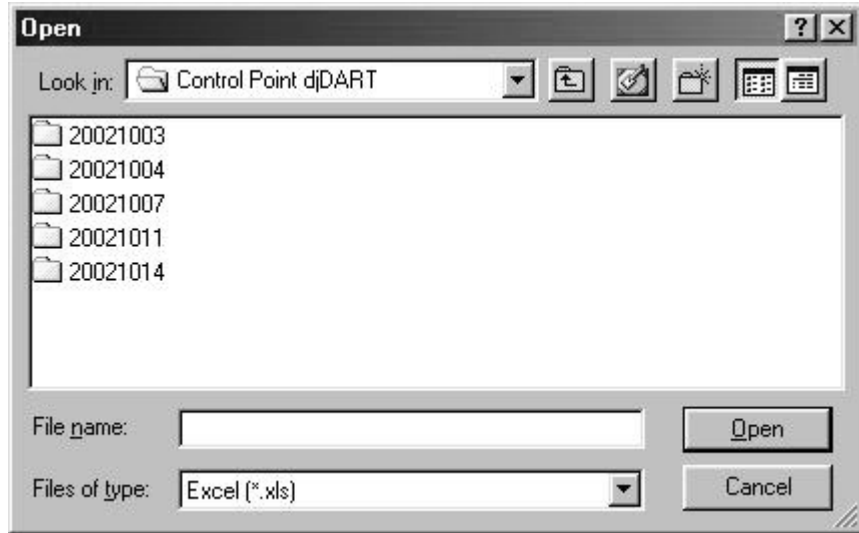 Open
Look in: Control Point djDART
20021003
20021004
20021007
20021011
20021014
File name: Open
Files of type: Excel (*.xls) Cancel